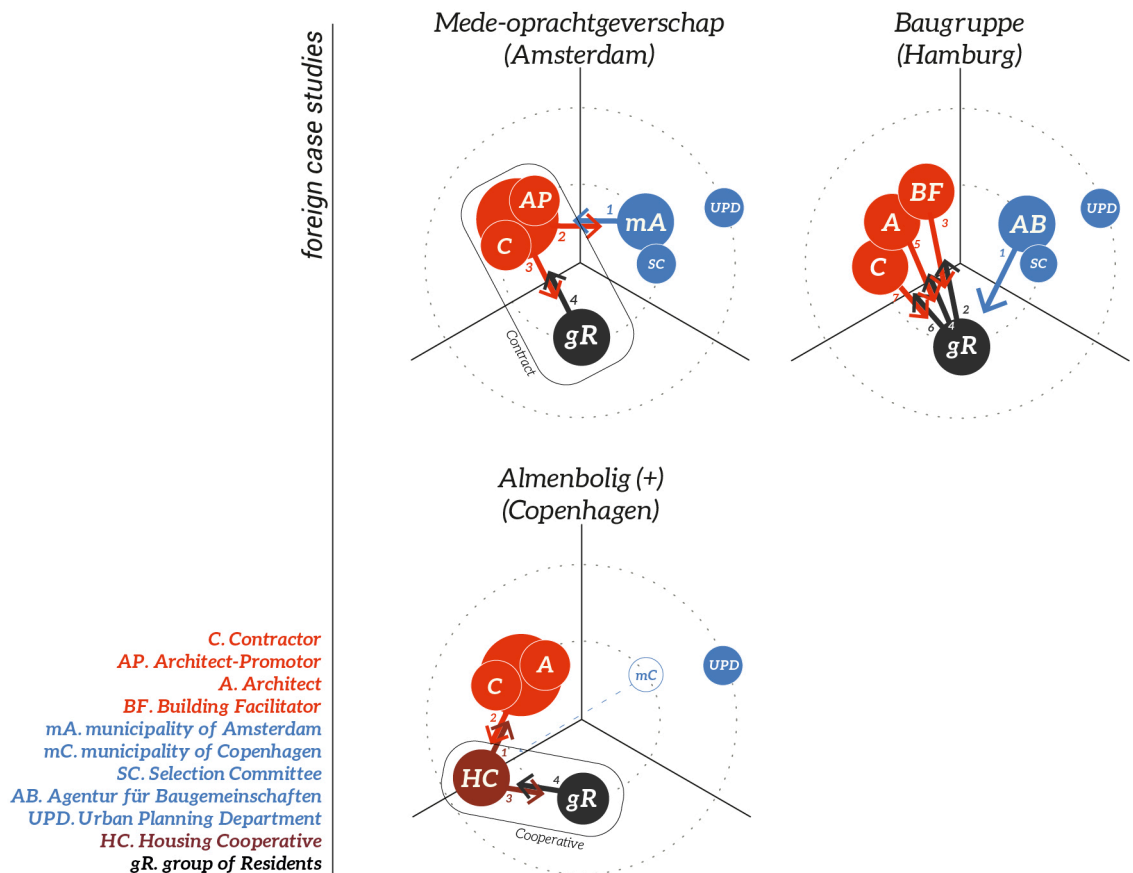 foreign case studies
Mede-oprachtgeverschap
(Amsterdam)
AP
C
1
2
mA
UPD
SC
3
4
gR
Contract
Baugruppe
(Hamburg)
BF
A
3
AB
UPD
5
1
SC
C
7
2
6
4
gR
Almenbolig (+)
(Copenhagen)
A
C
mC
UPD
2
1
HC
3
4
gR
Cooperative
C. Contractor
AP. Architect-Promotor
A. Architect
BF. Building Facilitator
mA. municipality of Amsterdam
mC. municipality of Copenhagen
SC. Selection Committee
AB. Agentur für Baugemeinschaften
UPD. Urban Planning Department
HC. Housing Cooperative
gR. group of Residents